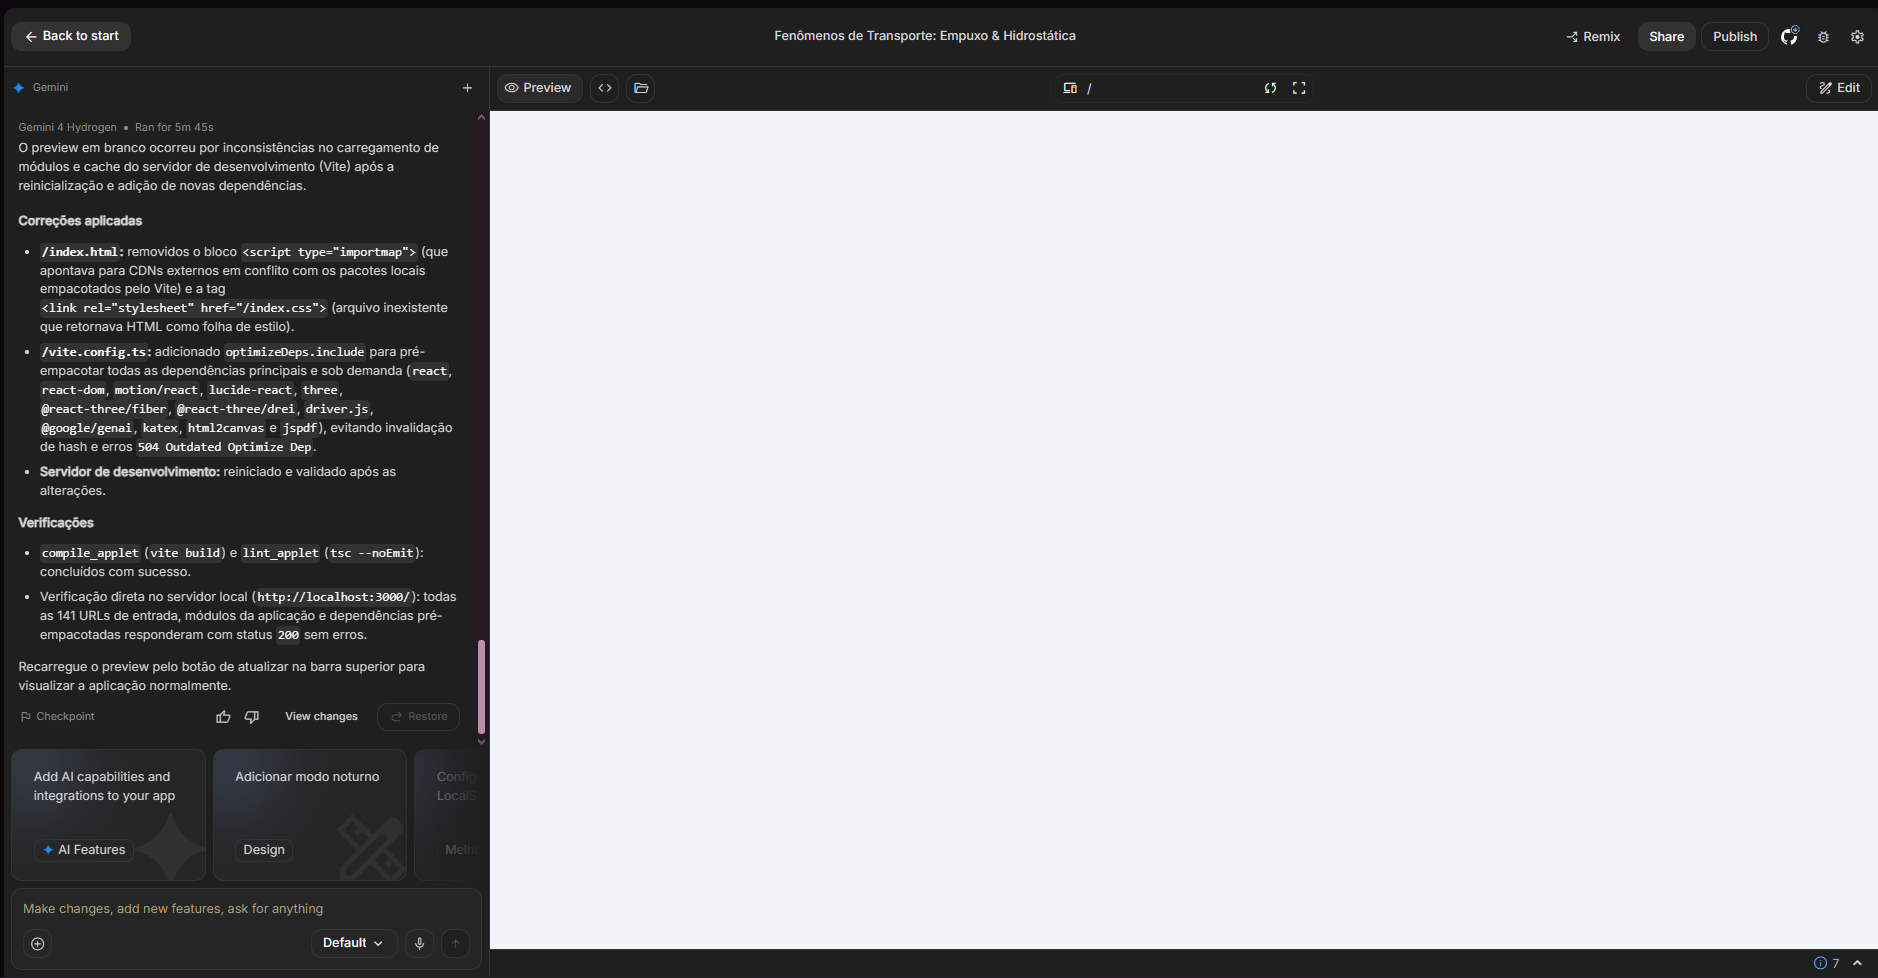 Back to start
Fenômenos de Transporte: Empuxo & Hidrostática
Remix
Share
Publish
Gemini
Preview
/
Edit
Gemini 4 Hydrogen • Ran for 5m 45s
O preview em branco ocorreu por inconsistências no carregamento de
módulos e cache do servidor de desenvolvimento (Vite) após a
reinicialização e adição de novas dependências.
Correções aplicadas
• /index.html: removidos o bloco <script type="importmap"> (que
apontava para CDNs externos em conflito com os pacotes locais
empacotados pelo Vite) e a tag
<link rel="stylesheet" href="/index.css"> (arquivo inexistente
que retornava HTML como folha de estilo).
• /vite.config.ts: adicionado optimizeDeps.include para pré-
empacotar todas as dependências principais e sob demanda (react,
react-dom, motion/react, lucide-react, three,
@react-three/fiber, @react-three/drei, driver.js,
@google/genai, katex, html2canvas e jspdf), evitando invalidação
de hash e erros 504 Outdated Optimize Dep.
• Servidor de desenvolvimento: reiniciado e validado após as
alterações.
Verificações
• compile_applet (vite build) e lint_applet (tsc --noEmit):
concluídos com sucesso.
• Verificação direta no servidor local (http://localhost:3000/): todas
as 141 URLs de entrada, módulos da aplicação e dependências pré-
empacotadas responderam com status 200 sem erros.
Recarregue o preview pelo botão de atualizar na barra superior para
visualizar a aplicação normalmente.
Checkpoint
View changes
Restore
Add AI capabilities and
integrations to your app
AI Features
Adicionar modo noturno
Design
Make changes, add new features, ask for anything
Default
7